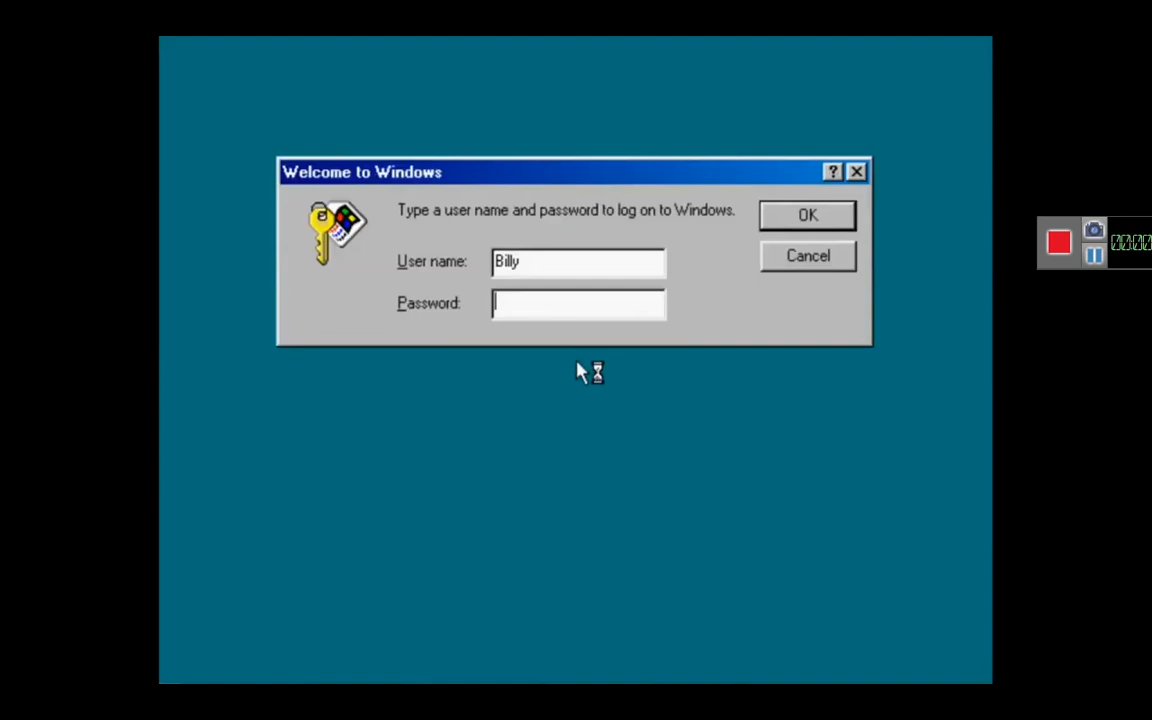 Welcome to Windows
Type a user name and password to log on to Windows.
OK
User name: Billy
Cancel
Password: